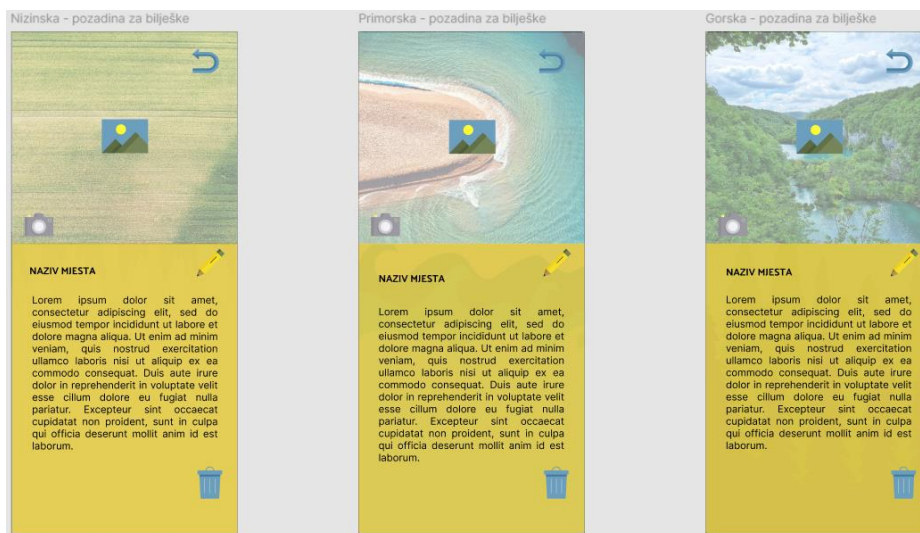 Nizinska - pozadina za bilješke
NAZIV MJESTA
Lorem ipsum dolor sit amet,
consectetur adipiscing elit, sed do
eiusmod tempor incididunt ut labore et
dolore magna aliqua. Ut enim ad minim
veniam, quis nostrud exercitation
ullamco laboris nisi ut aliquip ex ea
commodo consequat. Duis aute irure
dolor in reprehenderit in voluptate velit
esse cillum dolore eu fugiat nulla
pariatur. Excepteur sint occaecat
cupidatat non proident, sunt in culpa
qui officia deserunt mollit anim id est
laborum.
Primorska - pozadina za bilješke
NAZIV MJESTA
Lorem ipsum dolor sit amet,
consectetur adipiscing elit, sed do
eiusmod tempor incididunt ut labore et
dolore magna aliqua. Ut enim ad minim
veniam, quis nostrud exercitation
ullamco laboris nisi ut aliquip ex ea
commodo consequat. Duis aute irure
dolor in reprehenderit in voluptate velit
esse cillum dolore eu fugiat nulla
pariatur. Excepteur sint occaecat
cupidatat non proident, sunt in culpa
qui officia deserunt mollit anim id est
laborum.
Gorska - pozadina za bilješke
NAZIV MJESTA
Lorem ipsum dolor sit amet,
consectetur adipiscing elit, sed do
eiusmod tempor incididunt ut labore et
dolore magna aliqua. Ut enim ad minim
veniam, quis nostrud exercitation
ullamco laboris nisi ut aliquip ex ea
commodo consequat. Duis aute irure
dolor in reprehenderit in voluptate velit
esse cillum dolore eu fugiat nulla
pariatur. Excepteur sint occaecat
cupidatat non proident, sunt in culpa
qui officia deserunt mollit anim id est
laborum.